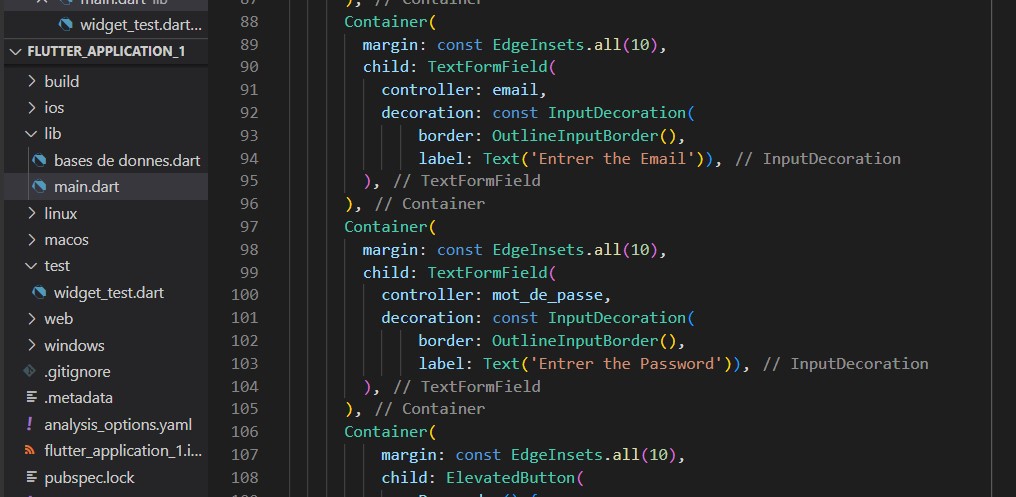 main.dart lib
widget_test.dart...
FLUTTER_APPLICATION_1
build
ios
lib
bases de donnes.dart
main.dart
linux
macos
test
widget_test.dart
web
windows
.gitignore
.metadata
analysis_options.yaml
flutter_application_1.i...
pubspec.lock
87 ), // Container
88 Container(
89 margin: const EdgeInsets.all(10),
90 child: TextFormField(
91 controller: email,
92 decoration: const InputDecoration(
93 border: OutlineInputBorder(),
94 label: Text('Entrer the Email')), // InputDecoration
95 ), // TextFormField
96 ), // Container
97 Container(
98 margin: const EdgeInsets.all(10),
99 child: TextFormField(
100 controller: mot_de_passe,
101 decoration: const InputDecoration(
102 border: OutlineInputBorder(),
103 label: Text('Entrer the Password')), // InputDecoration
104 ), // TextFormField
105 ), // Container
106 Container(
107 margin: const EdgeInsets.all(10),
108 child: ElevatedButton(